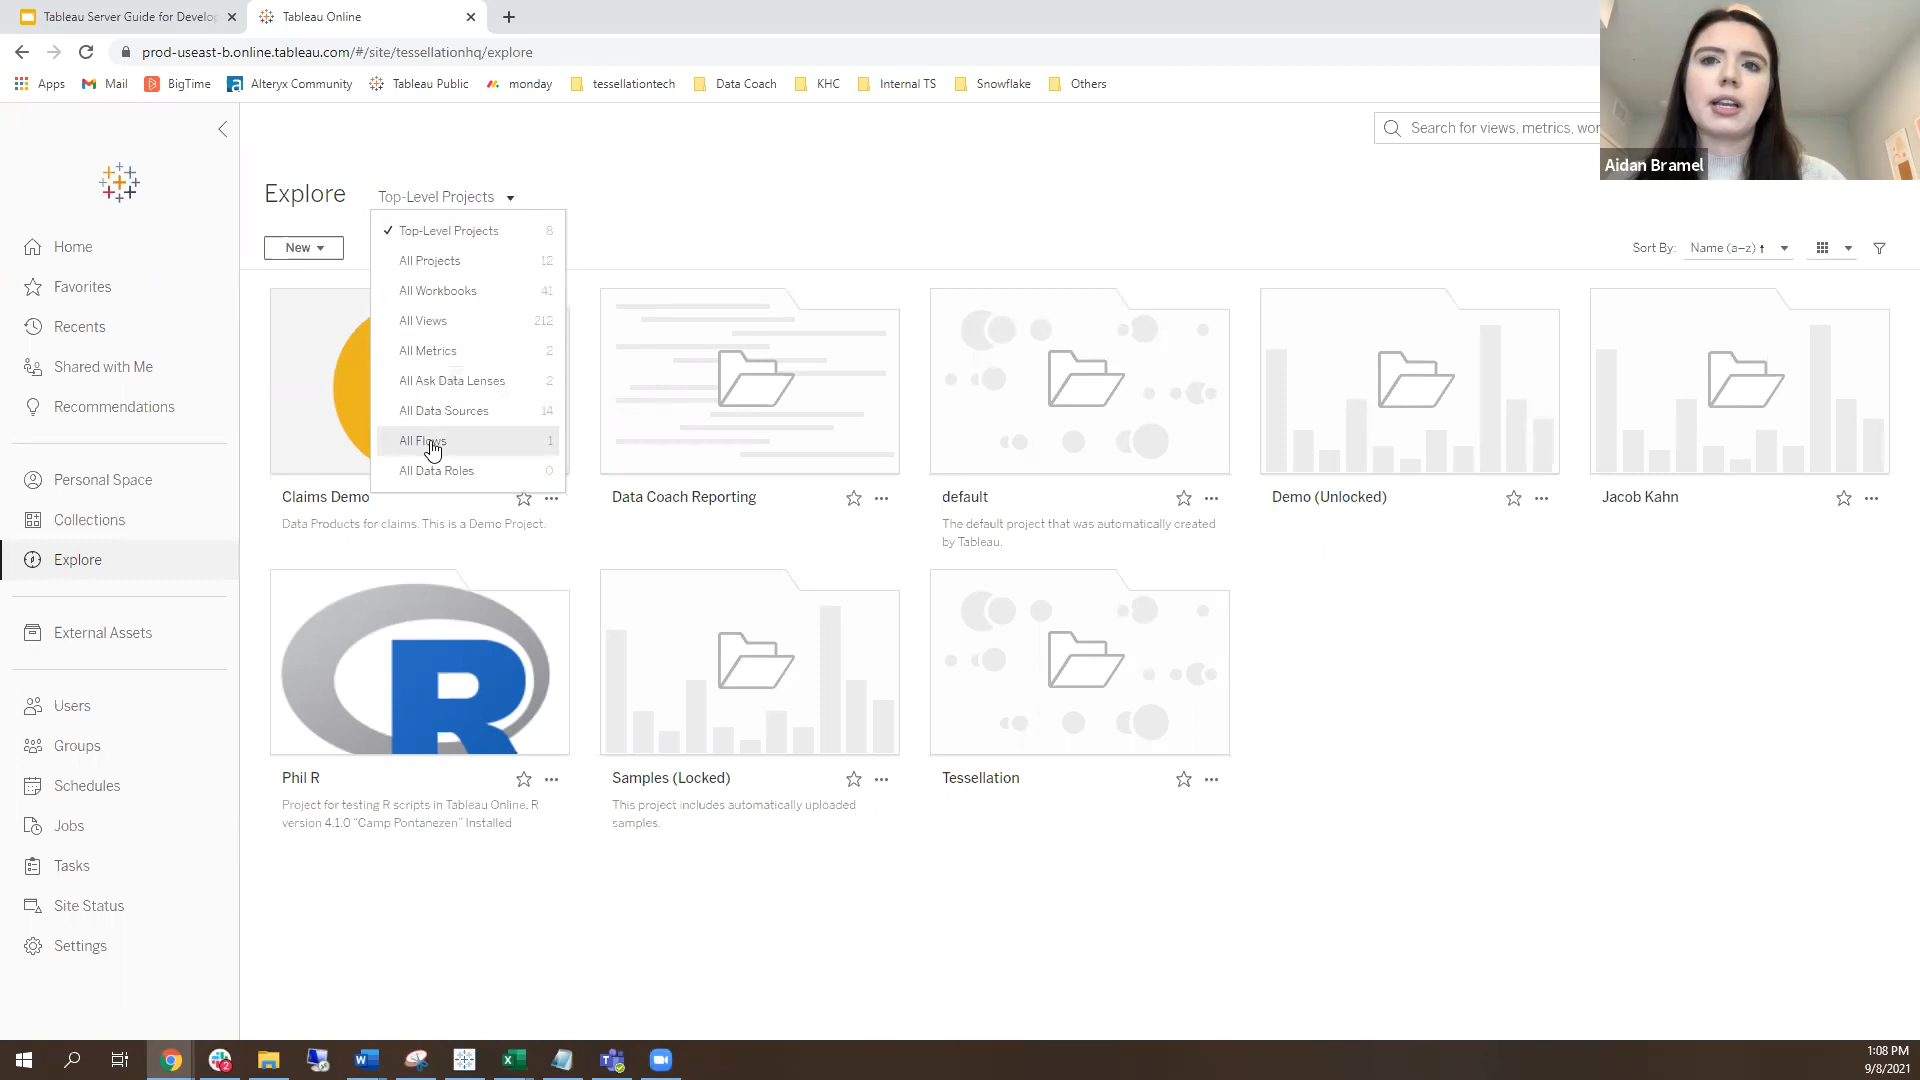 Tableau Server Guide for Develo
Tableau Online
prod-useast-b.online.tableau.com/#/site/tessellationhq/explore
Apps
Mail
BigTime
Alteryx Community
Tableau Public
monday
tessellationtech
Data Coach
KHC
Internal TS
Snowflake
Others
Search for views, metrics, wor
Aidan Bramel
Home
Favorites
Recents
Shared with Me
Recommendations
Personal Space
Collections
Explore
External Assets
Users
Groups
Schedules
Jobs
Tasks
Site Status
Settings
Explore
Top-Level Projects
New
Sort By: Name (a–z)
Top-Level Projects 8
All Projects 12
All Workbooks 41
All Views 212
All Metrics 2
All Ask Data Lenses 2
All Data Sources 14
All Flows 1
All Data Roles 0
Claims Demo
Data Products for claims. This is a Demo Project.
Data Coach Reporting
default
The default project that was automatically created
by Tableau.
Demo (Unlocked)
Jacob Kahn
R
Phil R
Project for testing R scripts in Tableau Online. R
version 4.1.0 “Camp Pontanezen” Installed
Samples (Locked)
This project includes automatically uploaded
samples.
Tessellation
2
1:08 PM
9/8/2021